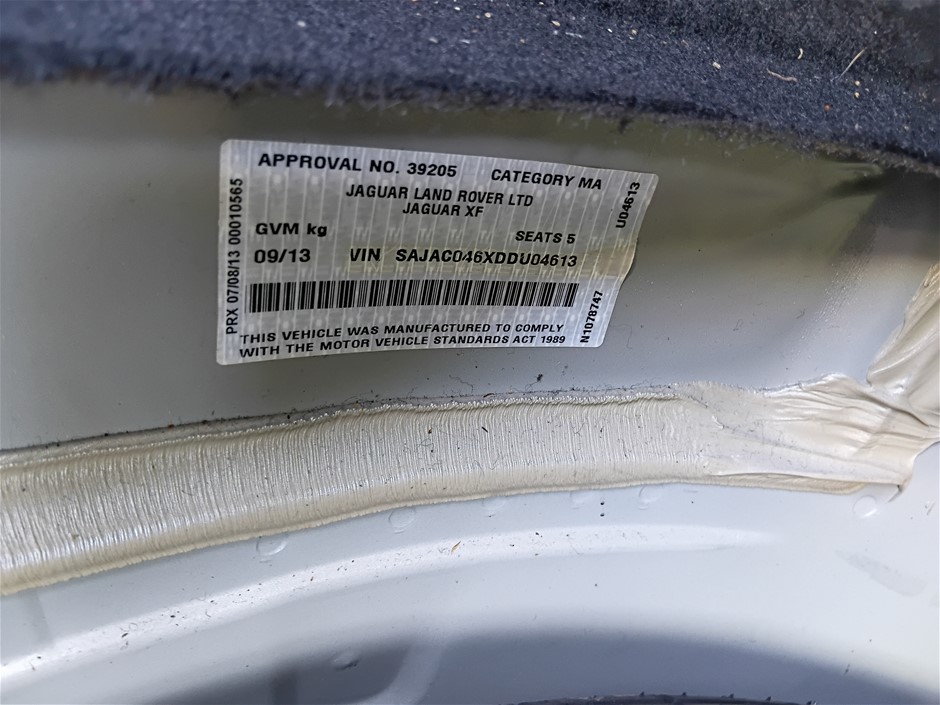 APPROVAL NO. 39205 CATEGORY MA
JAGUAR LAND ROVER LTD
JAGUAR XF
GVM kg SEATS 5
09/13 VIN SAJAC046XDDU04613
THIS VEHICLE WAS MANUFACTURED TO COMPLY
WITH THE MOTOR VEHICLE STANDARDS ACT 1989
PRX 07/08/13 00010565
U04613
N1078747